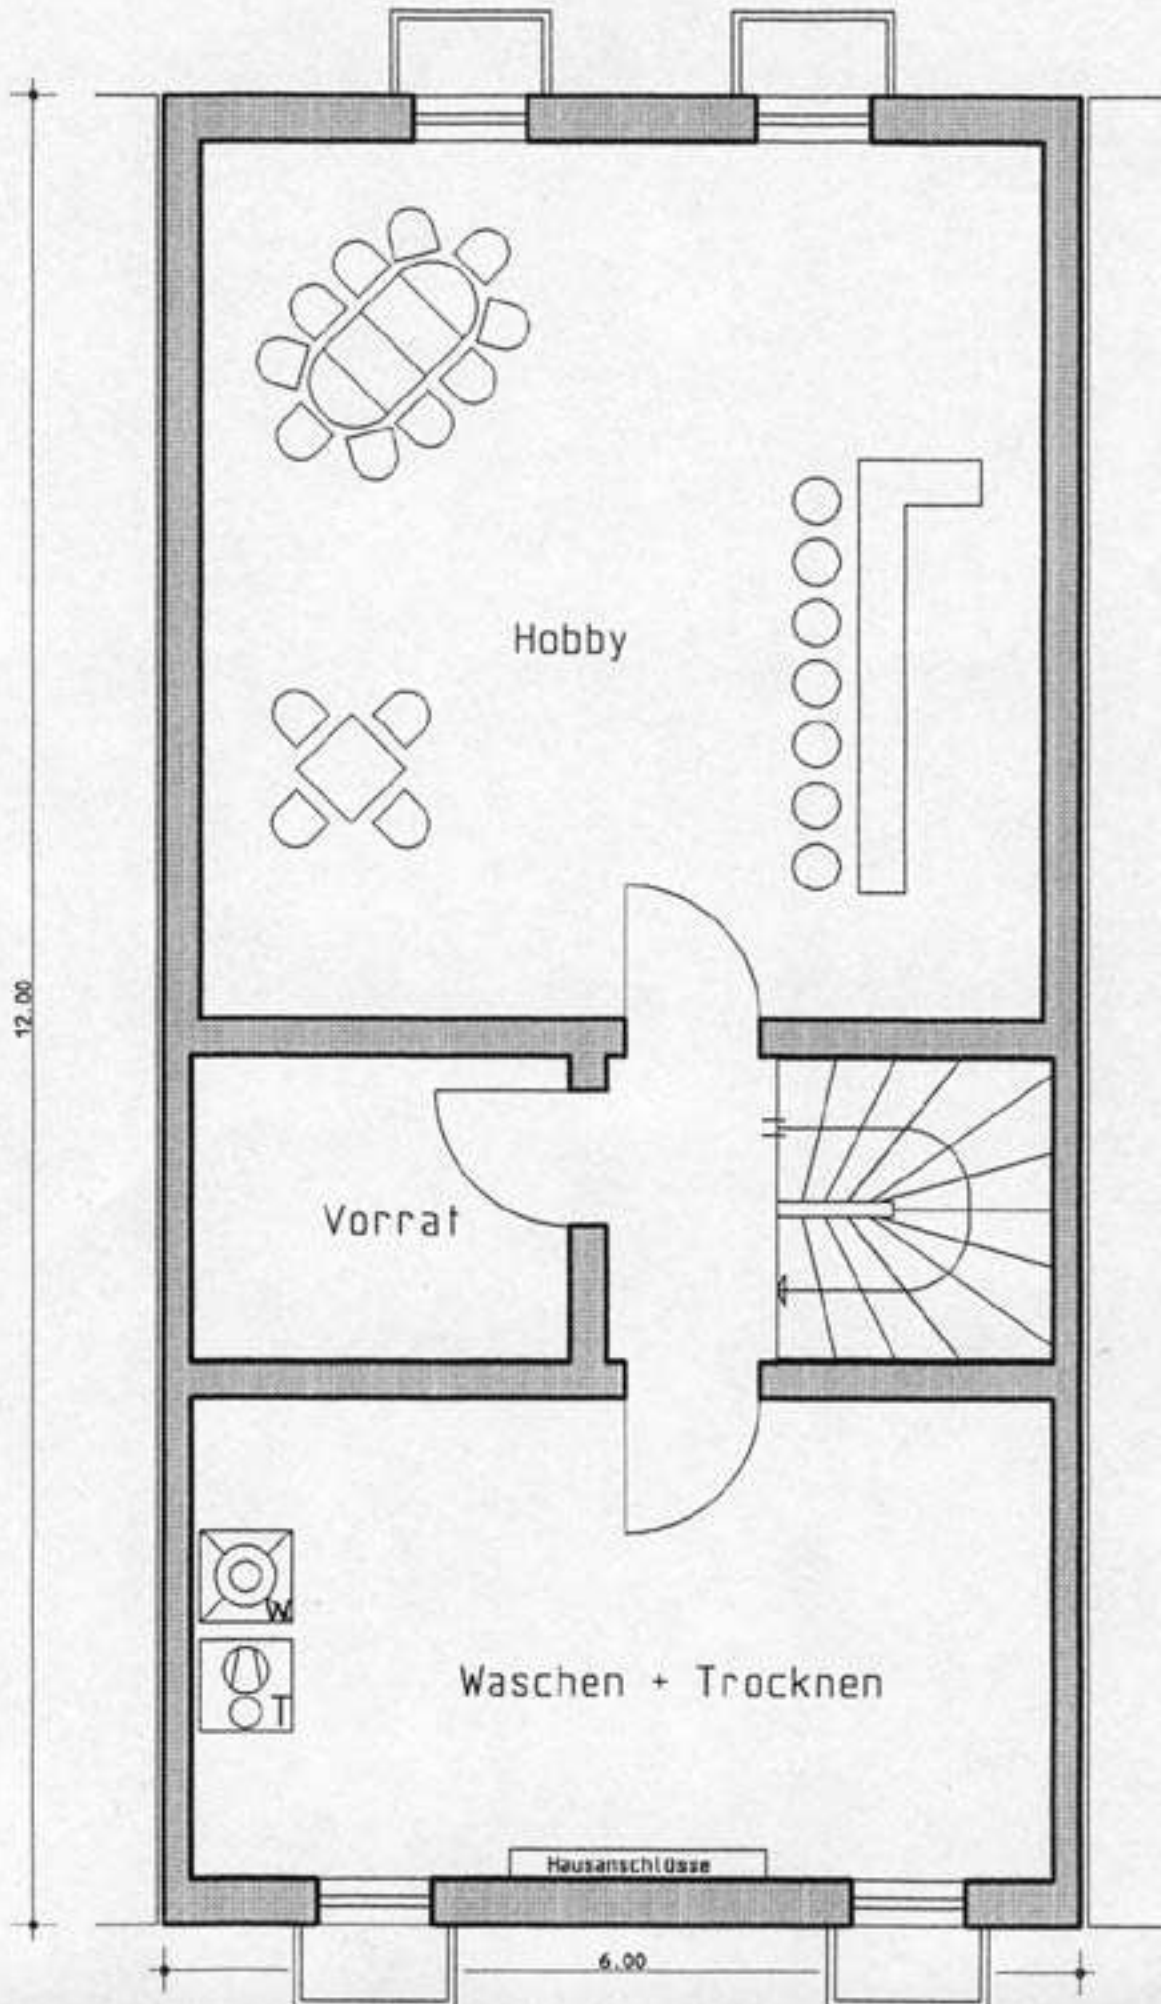 Hobby
12.00
Vorrat
W
T
Waschen + Trocknen
Hausanschlüsse
6.00